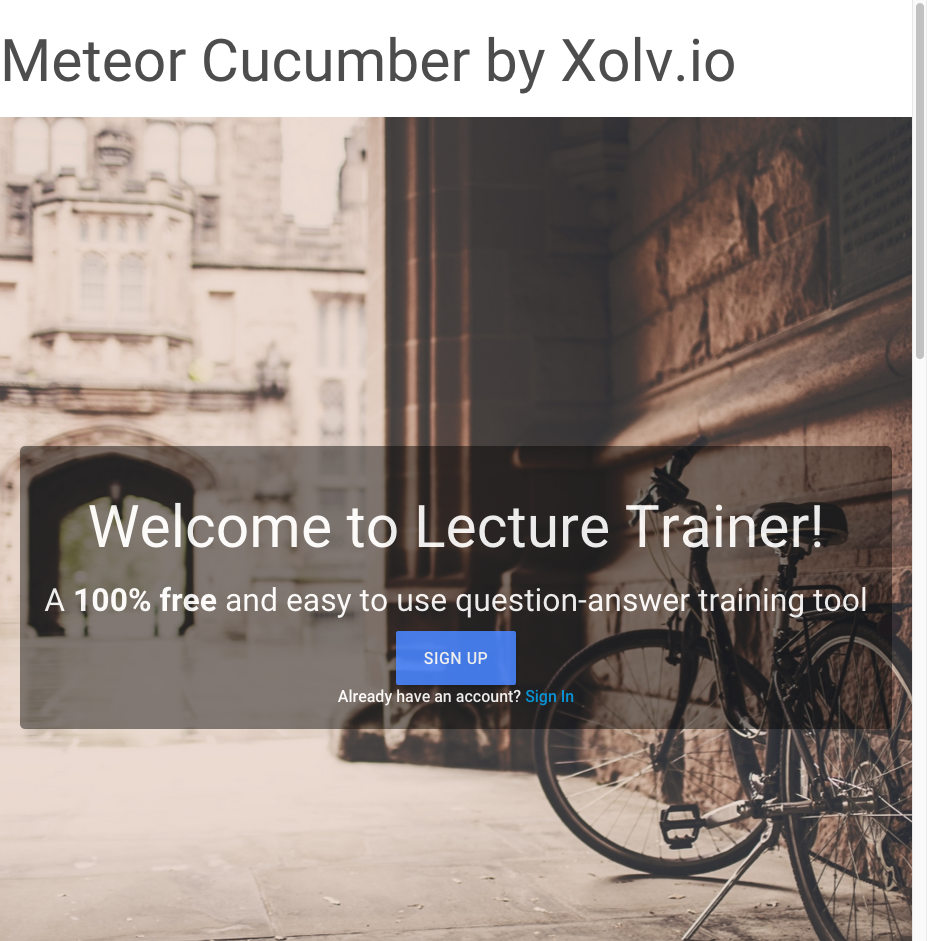 Meteor Cucumber by Xolv.io
Welcome to Lecture Trainer!
A 100% free and easy to use question-answer training tool
SIGN UP
Already have an account? Sign In